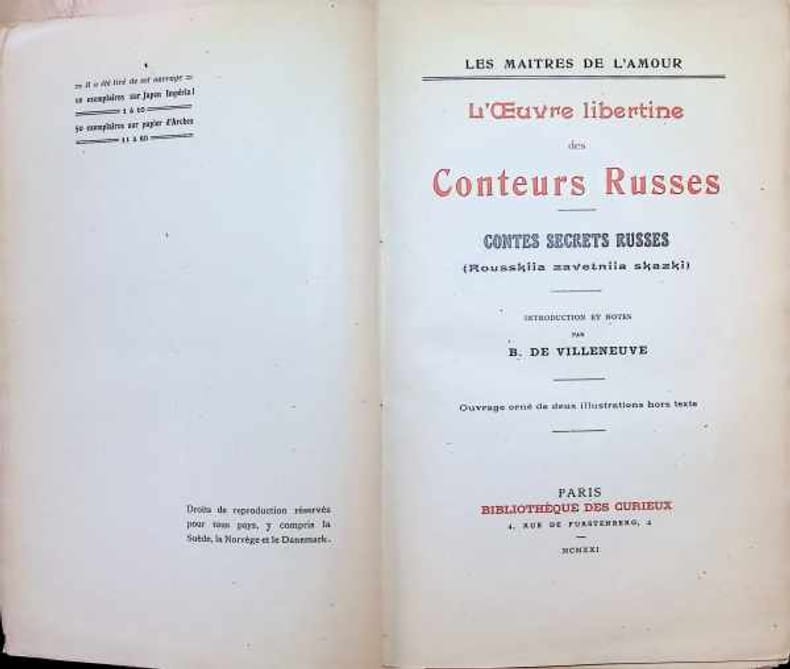 Il a été tiré de cet ouvrage
10 exemplaires sur Japon Impérial
1 à 10
50 exemplaires sur papier d'Arches
11 à 60
Droits de reproduction réservés
pour tous pays, y compris la
Suède, la Norvège et le Danemark.
LES MAITRES DE L'AMOUR
L'Œuvre libertine
des
Conteurs Russes
CONTES SECRETS RUSSES
(Rousskiia zavetniia skazki)
INTRODUCTION ET NOTES
PAR
B. DE VILLENEUVE
Ouvrage orné de deux illustrations hors texte
PARIS
BIBLIOTHÈQUE DES CURIEUX
4, RUE DE FURSTENBERG, 4
MCMXXI